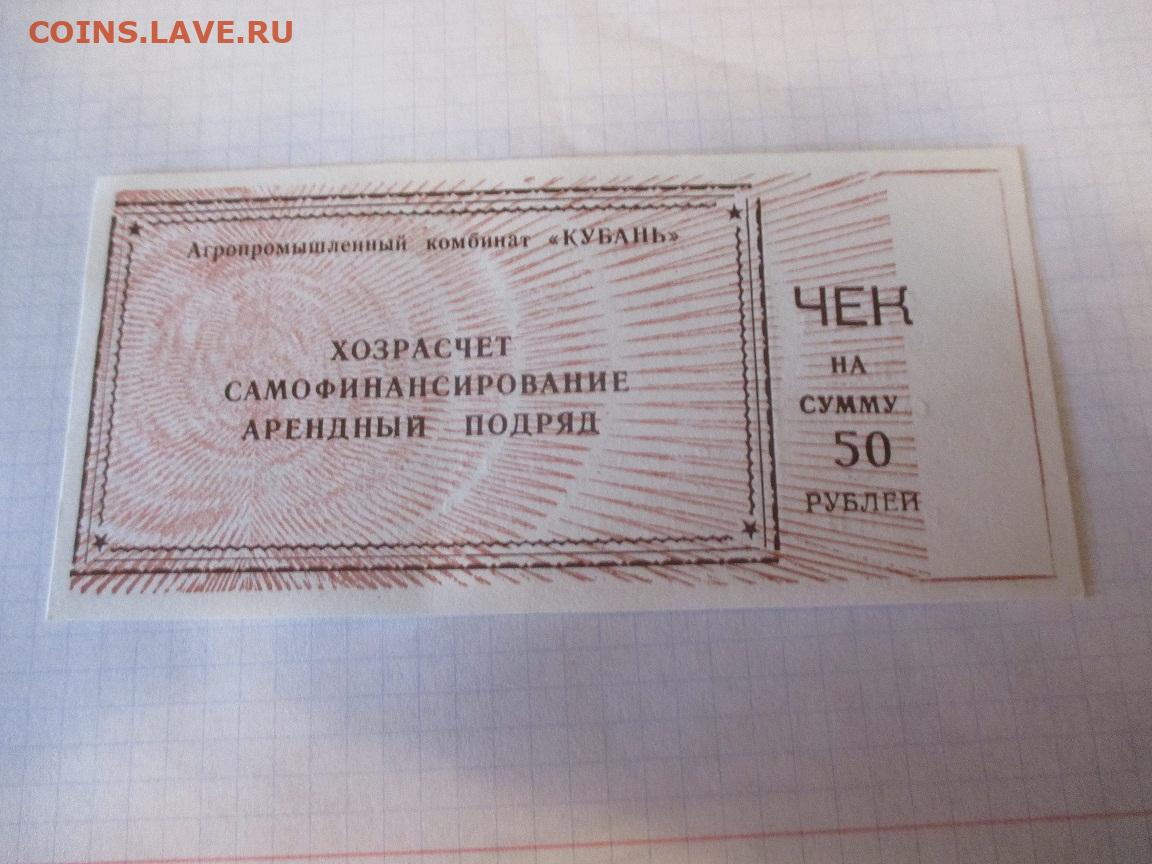 COINS.LAVE.RU
Агропромышленный комбинат «КУБАНЬ»
ХОЗРАСЧЕТ
САМОФИНАНСИРОВАНИЕ
АРЕНДНЫЙ ПОДРЯД
ЧЕК
НА
СУММУ
50
РУБЛЕЙ